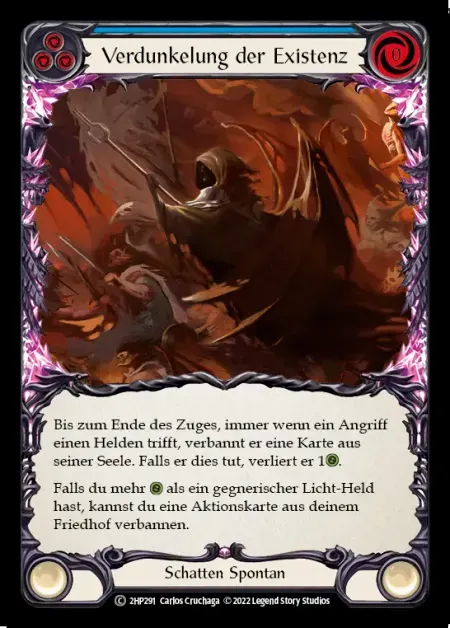 Verdunkelung der Existenz
0
Bis zum Ende des Zuges, immer wenn ein Angriff
einen Helden trifft, verbannt er eine Karte aus
seiner Seele. Falls er dies tut, verliert er 1.
Falls du mehr als ein gegnerischer Licht-Held
hast, kannst du eine Aktionskarte aus deinem
Friedhof verbannen.
Schatten Spontan
C 2HP291 Carlos Cruchaga ©2022 Legend Story Studios